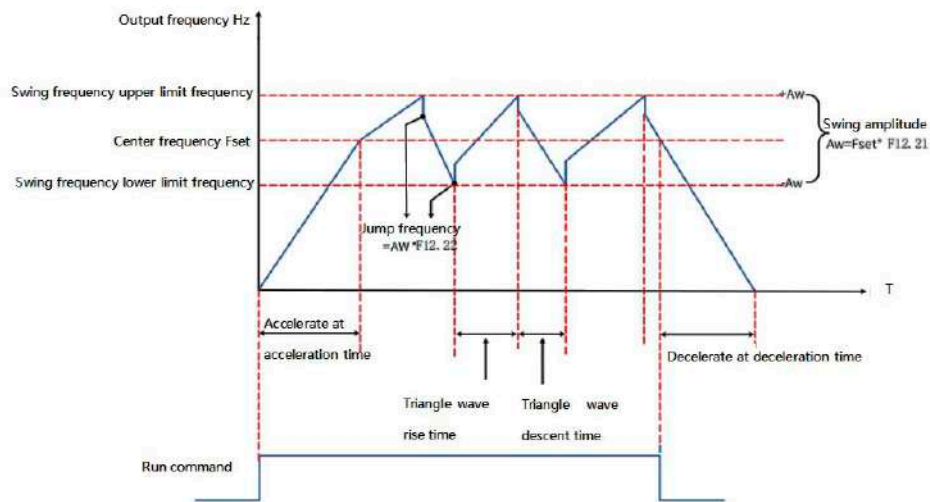 Output frequency Hz
Swing frequency upper limit frequency
+Aw
Swing amplitude
Center frequency Fset
Aw=Fset* F12.21
Swing frequency lower limit frequency
-Aw
Jump frequency
=AW*F12.22
T
Accelerate at
acceleration time
Decelerate at deceleration time
Triangle wave
rise time
Triangle wave
descent time
Run command